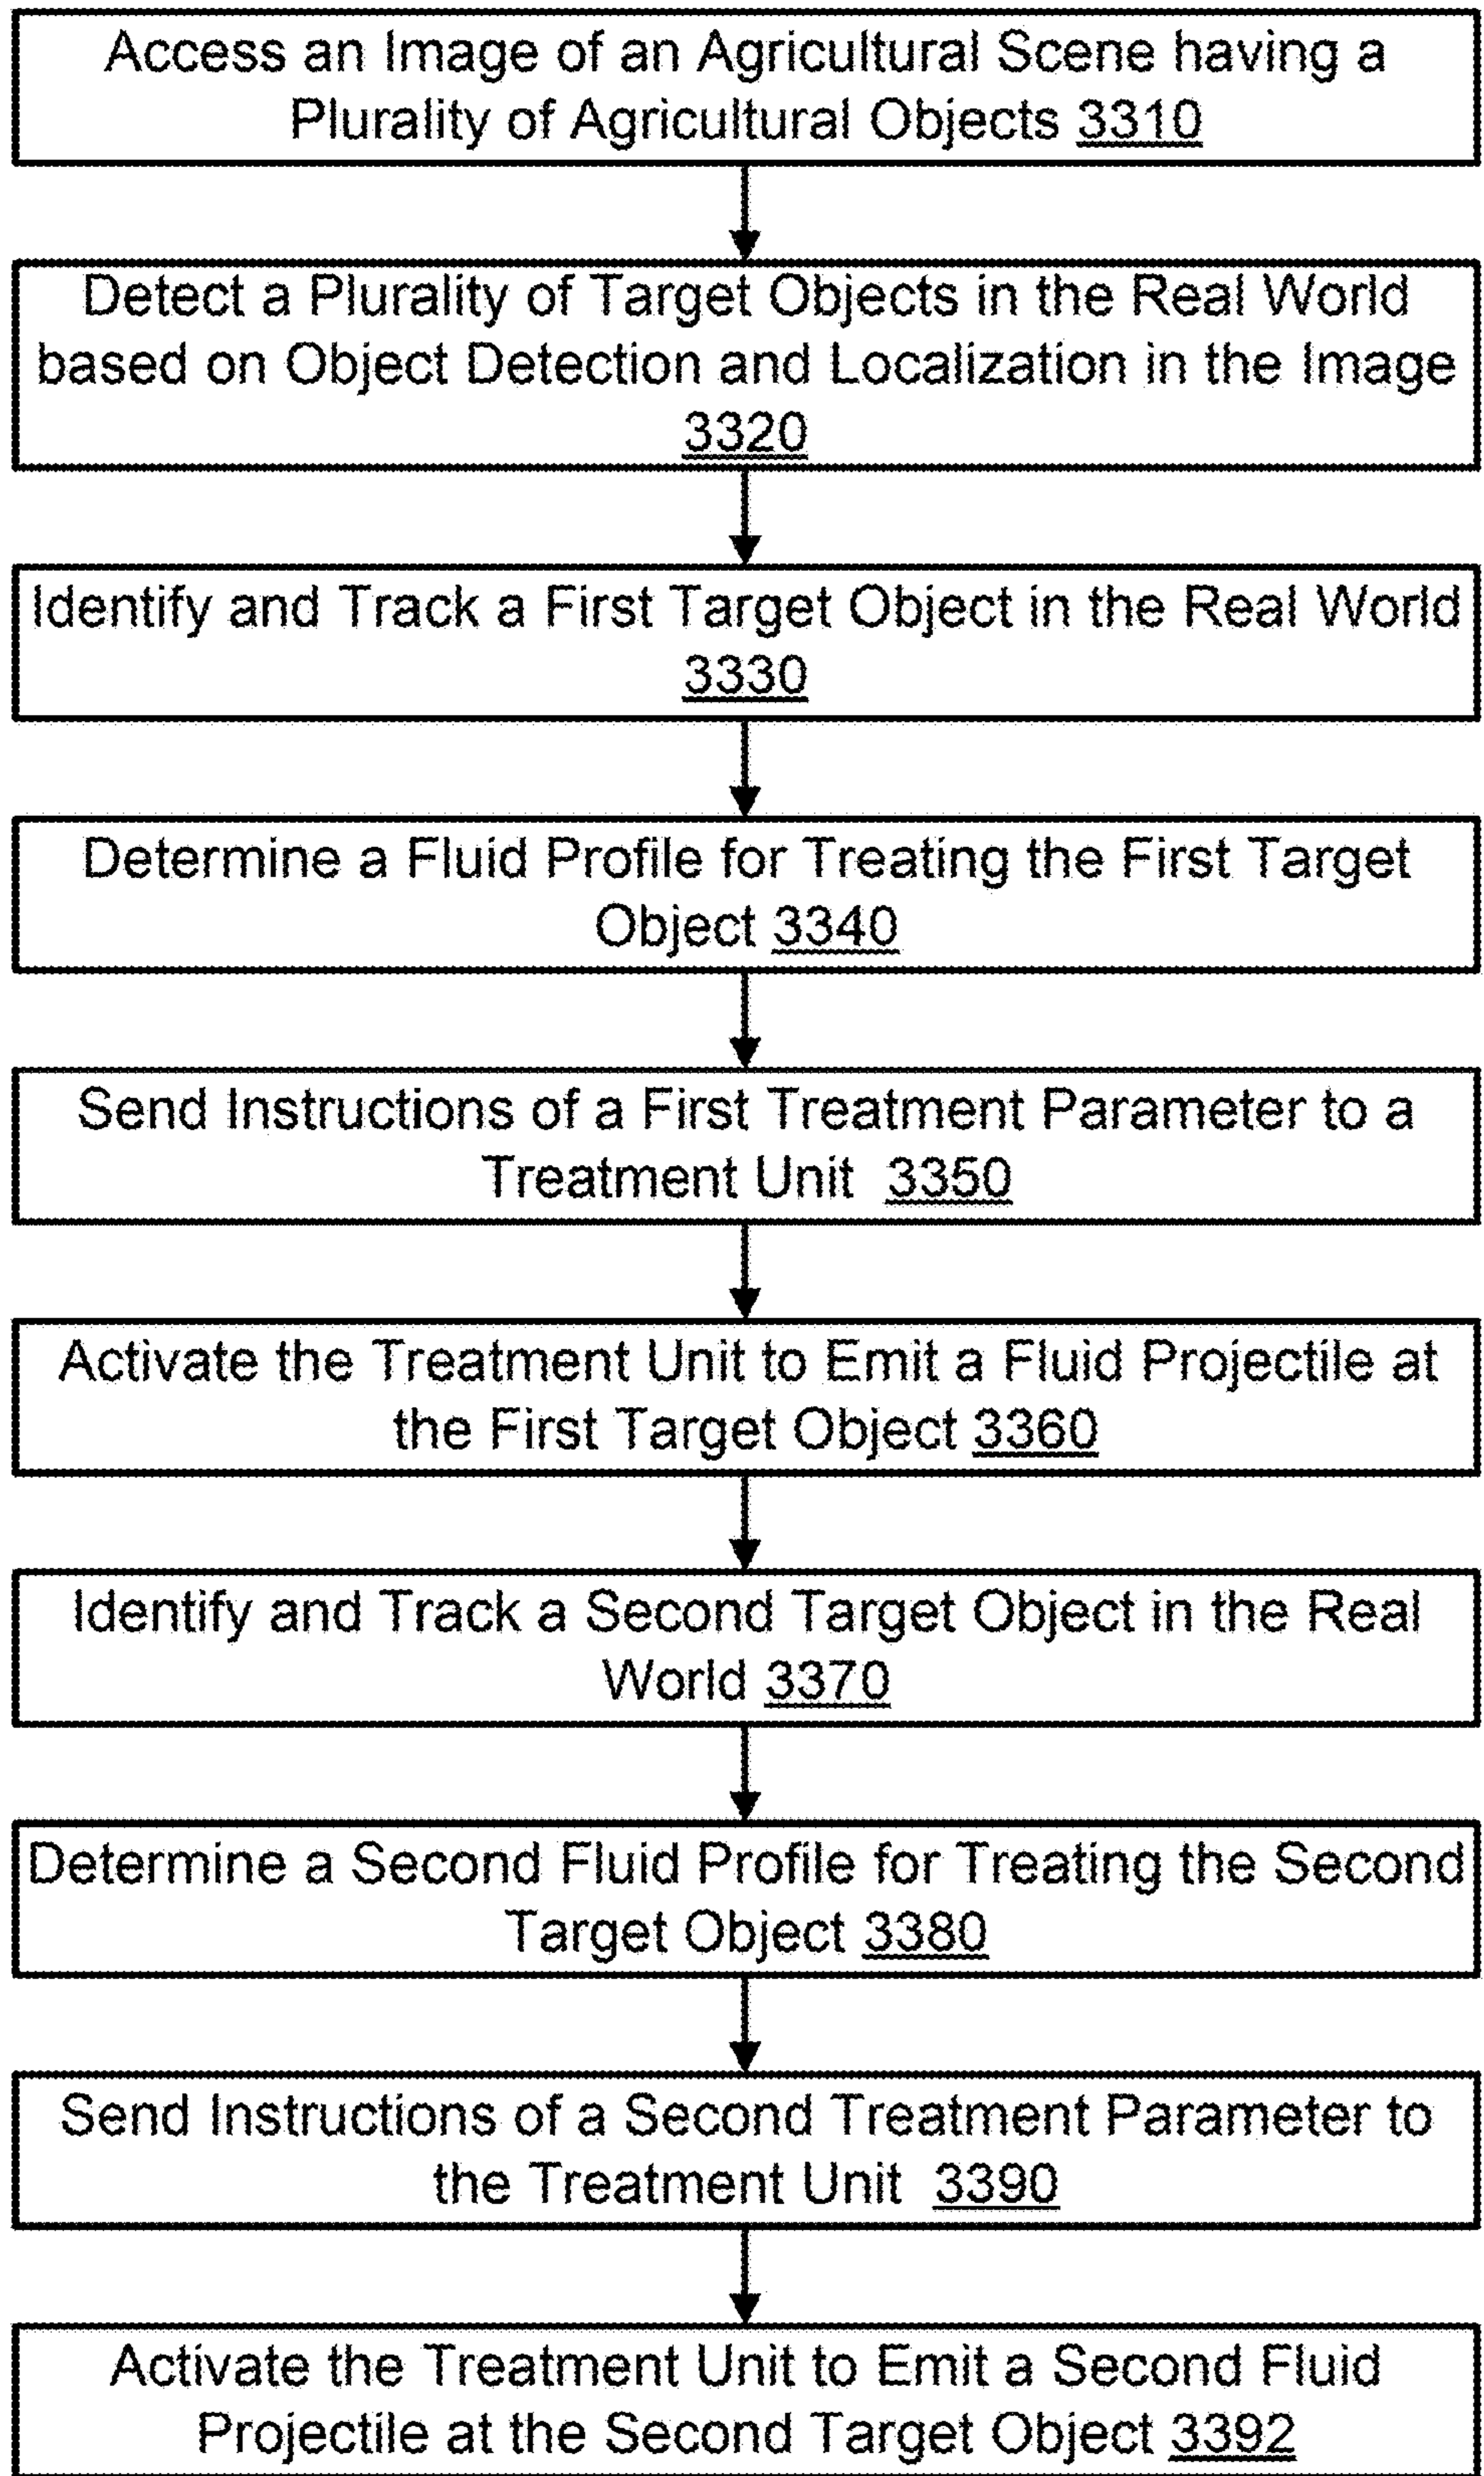 Access an Image of an Agricultural Scene having a
Plurality of Agricultural Objects 3310
Detect a Plurality of Target Objects in the Real World
based on Object Detection and Localization in the Image
3320
Identify and Track a First Target Object in the Real World
3330
Determine a Fluid Profile for Treating the First Target
Object 3340
Send Instructions of a First Treatment Parameter to a
Treatment Unit 3350
Activate the Treatment Unit to Emit a Fluid Projectile at
the First Target Object 3360
Identify and Track a Second Target Object in the Real
World 3370
Determine a Second Fluid Profile for Treating the Second
Target Object 3380
Send Instructions of a Second Treatment Parameter to
the Treatment Unit 3390
Activate the Treatment Unit to Emit a Second Fluid
Projectile at the Second Target Object 3392